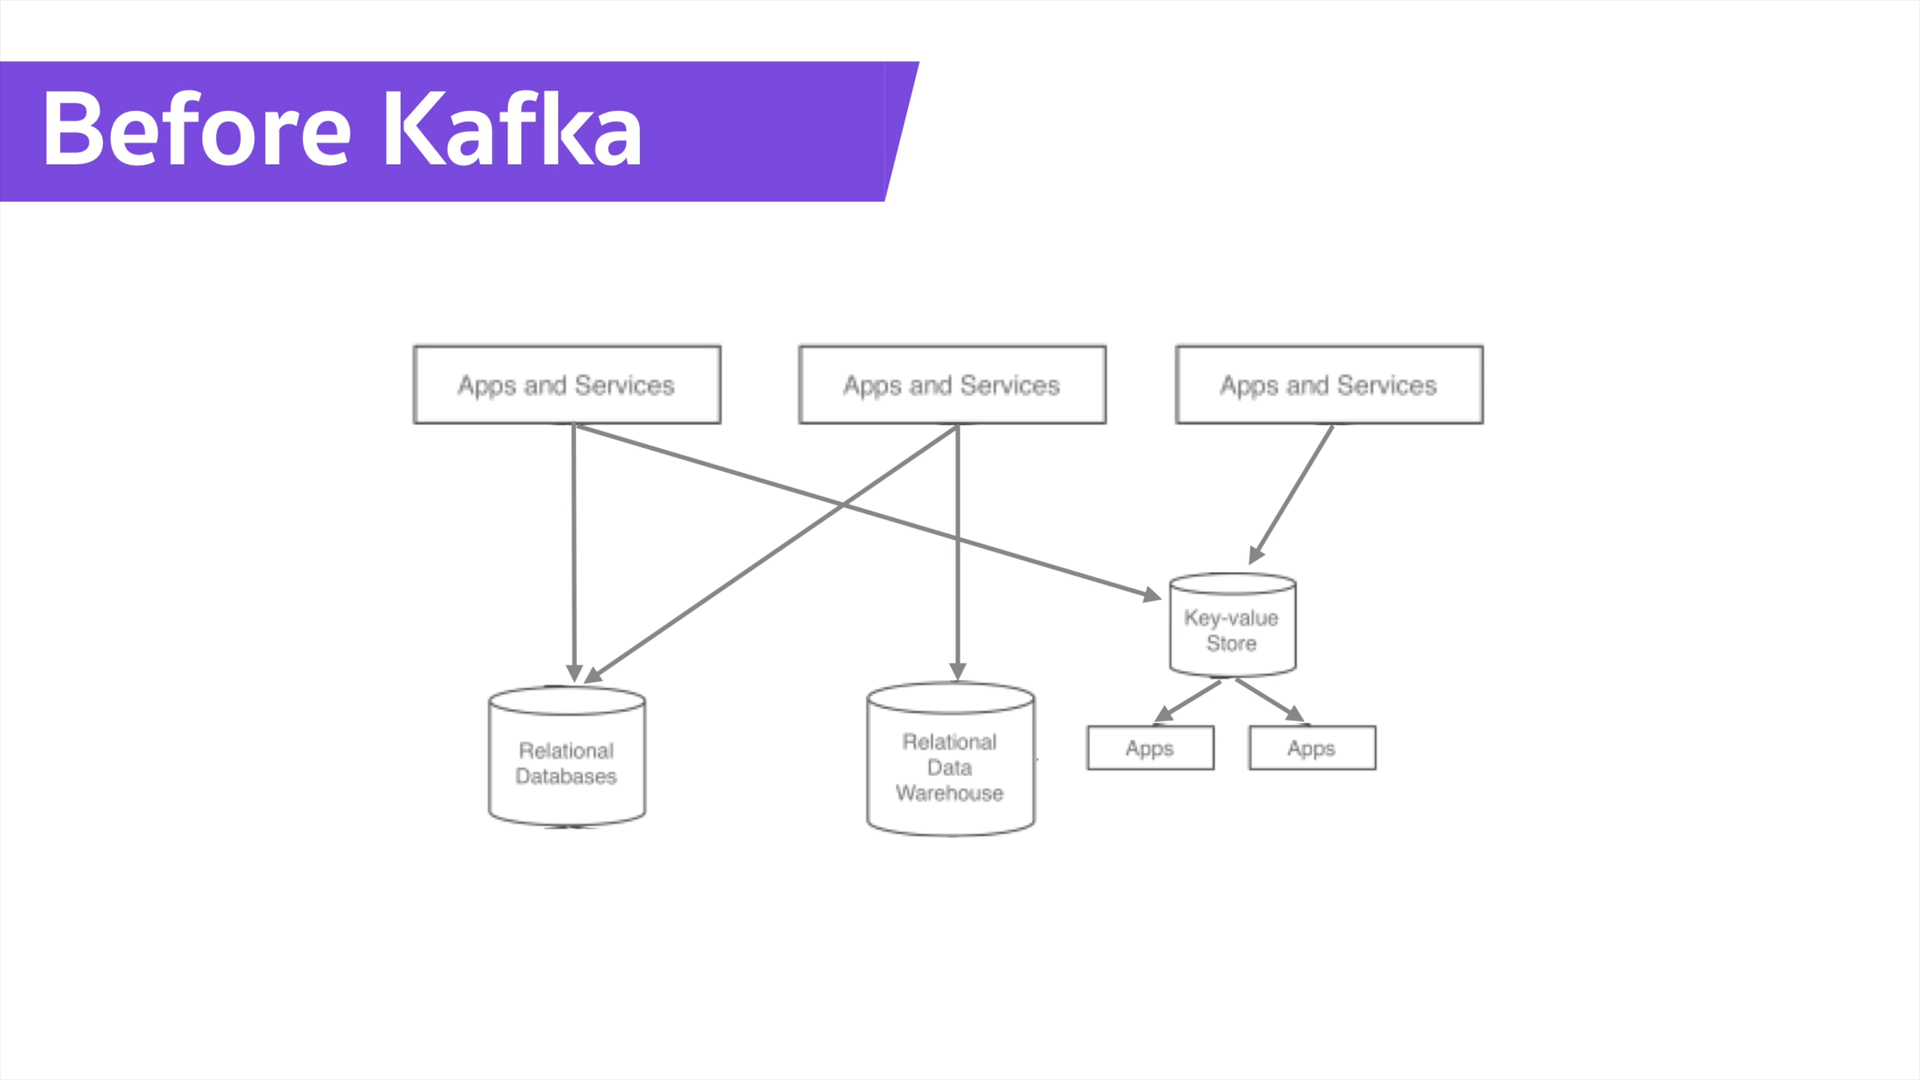 Before Kafka
Apps and Services
Apps and Services
Apps and Services
Key-value
Store
Relational
Databases
Relational
Data
Warehouse
Apps
Apps